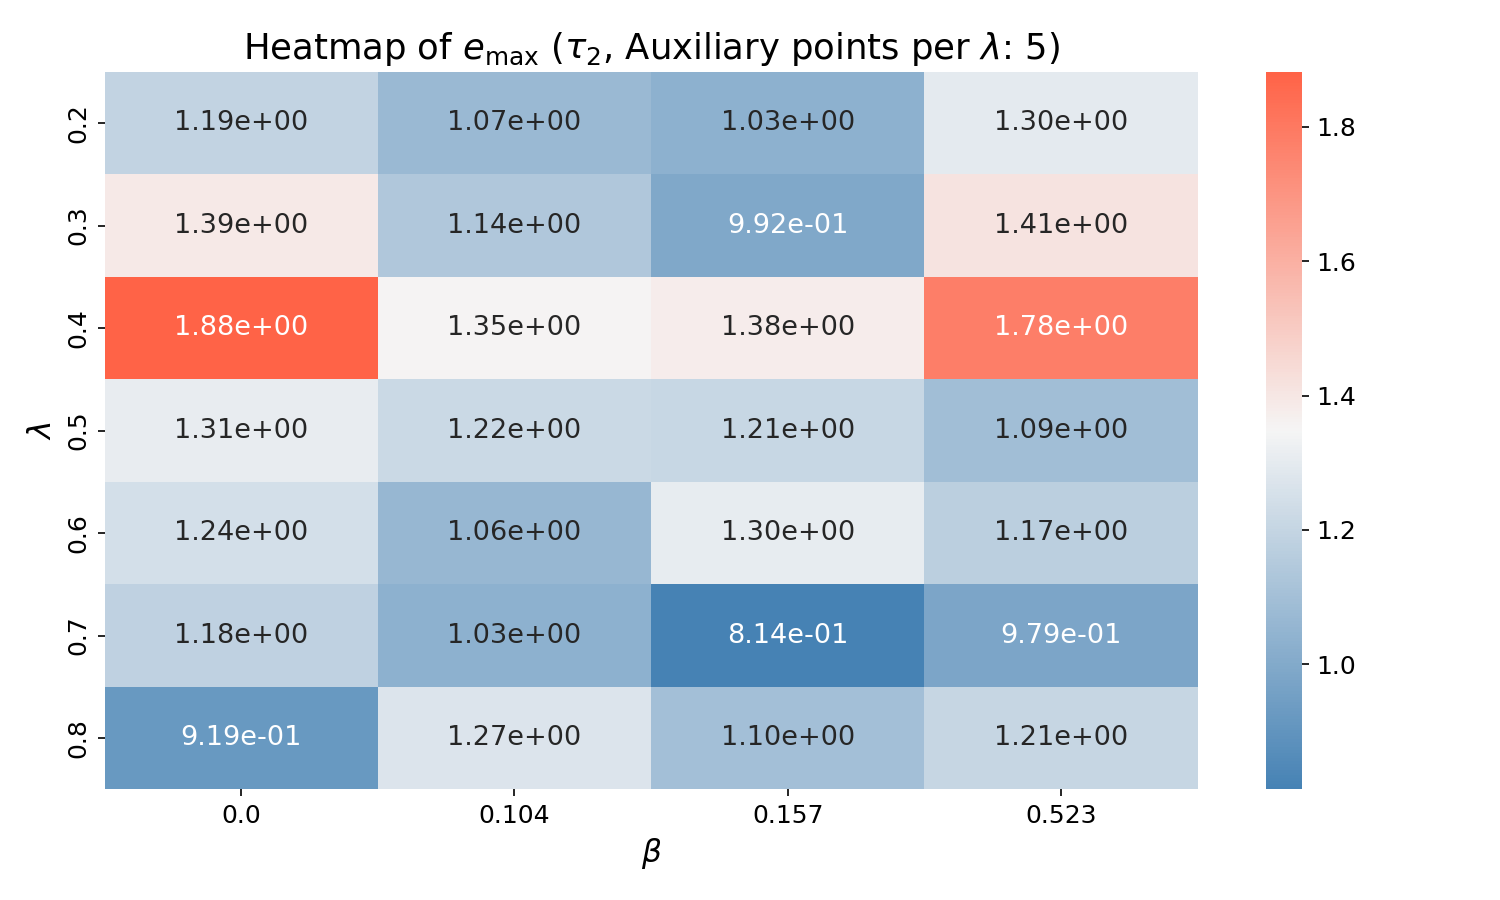 Heatmap of e_max (τ_2, Auxiliary points per λ: 5)
0.2 1.19e+00 1.07e+00 1.03e+00 1.30e+00
0.3 1.39e+00 1.14e+00 9.92e-01 1.41e+00
0.4 1.88e+00 1.35e+00 1.38e+00 1.78e+00
0.5 1.31e+00 1.22e+00 1.21e+00 1.09e+00
0.6 1.24e+00 1.06e+00 1.30e+00 1.17e+00
0.7 1.18e+00 1.03e+00 8.14e-01 9.79e-01
0.8 9.19e-01 1.27e+00 1.10e+00 1.21e+00
λ
0.0 0.104 0.157 0.523
β
1.8
1.6
1.4
1.2
1.0